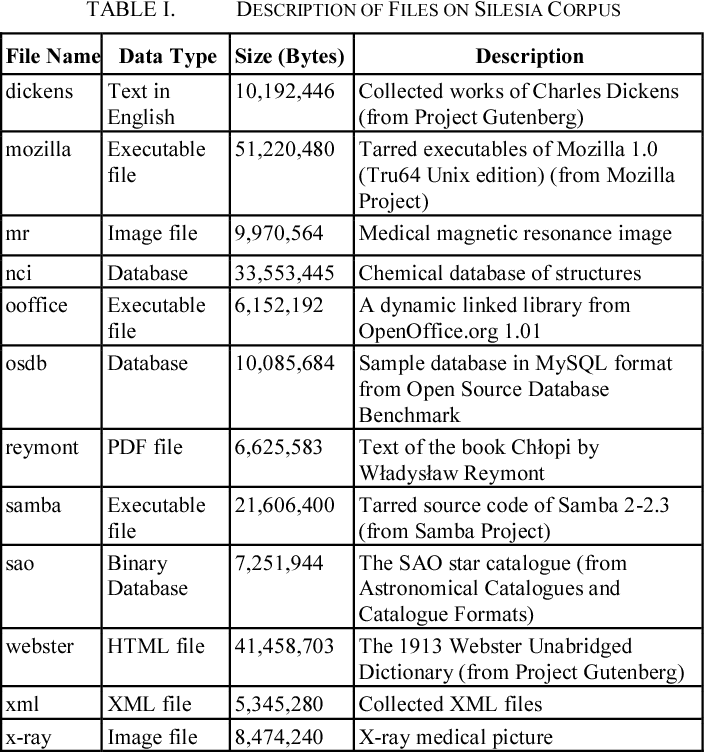 TABLE I. DESCRIPTION OF FILES ON SILESIA CORPUS
File Name Data Type Size (Bytes) Description
dickens Text in 10,192,446 Collected works of Charles Dickens
English (from Project Gutenberg)
mozilla Executable 51,220,480 Tarred executables of Mozilla 1.0
file (Tru64 Unix edition) (from Mozilla
Project)
mr Image file 9,970,564 Medical magnetic resonance image
nci Database 33,553,445 Chemical database of structures
ooffice Executable 6,152,192 A dynamic linked library from
file OpenOffice.org 1.01
osdb Database 10,085,684 Sample database in MySQL format
from Open Source Database
Benchmark
reymont PDF file 6,625,583 Text of the book Chłopi by
Władysław Reymont
samba Executable 21,606,400 Tarred source code of Samba 2-2.3
file (from Samba Project)
sao Binary 7,251,944 The SAO star catalogue (from
Database Astronomical Catalogues and
Catalogue Formats)
webster HTML file 41,458,703 The 1913 Webster Unabridged
Dictionary (from Project Gutenberg)
xml XML file 5,345,280 Collected XML files
x-ray Image file 8,474,240 X-ray medical picture